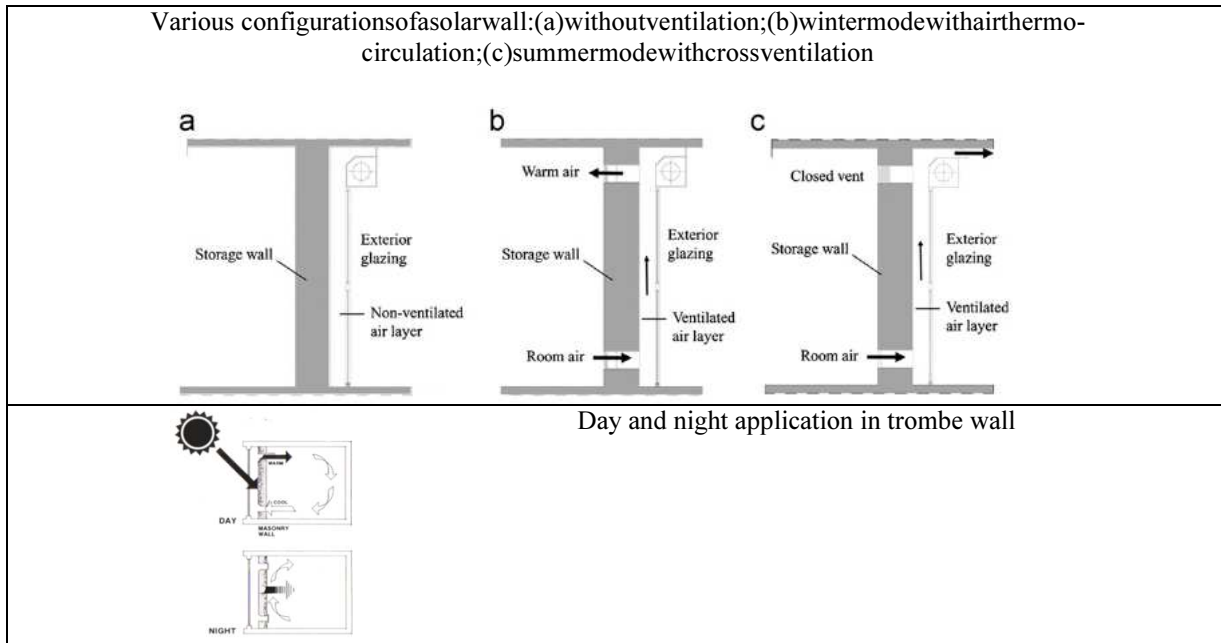 Various configurationsofasolarwall:(a)withoutventilation;(b)wintermodewithairthermo-
circulation;(c)summermodewithcrossventilation
a
b
c
Storage wall
Exterior
glazing
Non-ventilated
air layer
Warm air
Storage wall
Exterior
glazing
Ventilated
air layer
Room air
Closed vent
Storage wall
Exterior
glazing
Ventilated
air layer
Room air
Day and night application in trombe wall
WARM
COOL
DAY
MASONRY
WALL
NIGHT